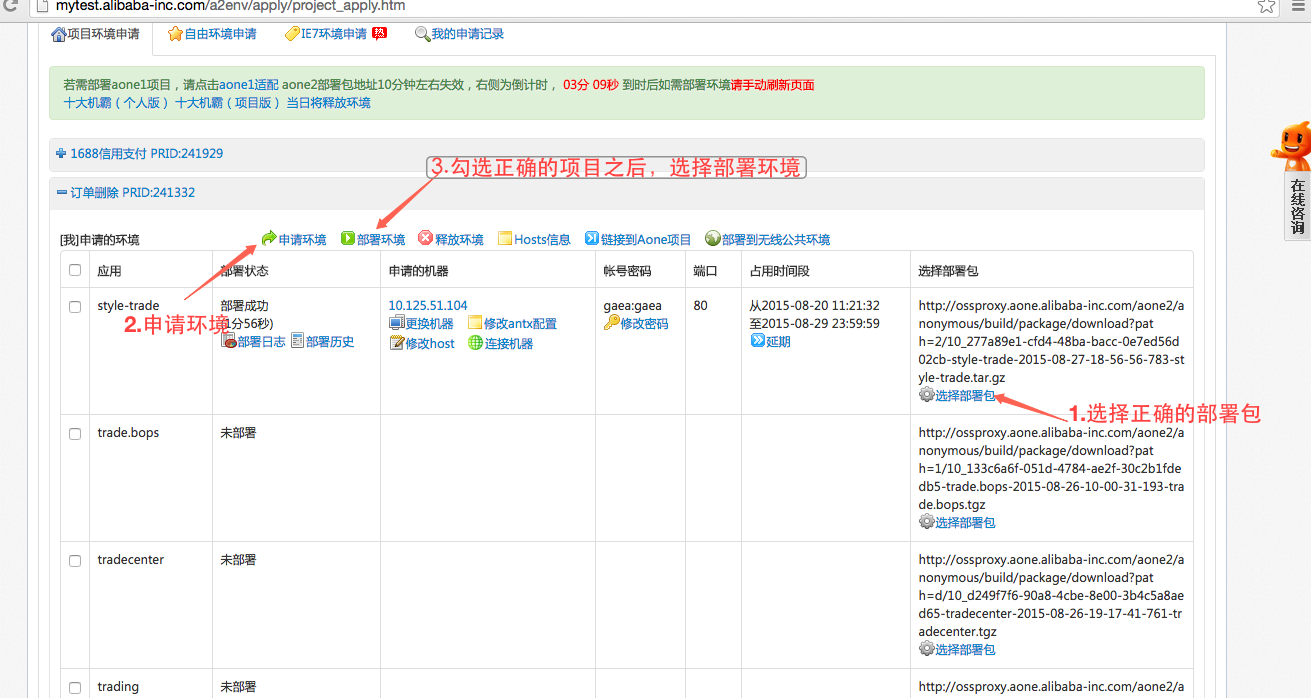 mytest.alibaba-inc.com/a2env/apply/project_apply.htm
项目环境申请 自由环境申请 IE7环境申请 热 我的申请记录
若需部署aone1项目，请点击aone1适配 aone2部署包地址10分钟左右失效，右侧为倒计时， 03分 09秒 到时后如需部署环境请手动刷新页面
十大机霸（个人版） 十大机霸（项目版） 当日将释放环境
1688信用支付 PRID:241929
3.勾选正确的项目之后，选择部署环境
订单删除 PRID:241332
[我]申请的环境 申请环境 部署环境 释放环境 Hosts信息 链接到Aone项目 部署到无线公共环境
应用 部署状态 申请的机器 帐号密码 端口 占用时间段 选择部署包
style-trade 部署成功 10.125.51.104 gaea:gaea 80 从2015-08-20 11:21:32 http://ossproxy.aone.alibaba-inc.com/aone2/a
2.申请环境 1分56秒) 更换机器 修改antx配置 修改密码 至2015-08-29 23:59:59 nonymous/build/package/download?pat
部署日志 部署历史 修改host 连接机器 延期 h=2/10_277a89e1-cfd4-48ba-bacc-0e7ed56d
02cb-style-trade-2015-08-27-18-56-56-783-st
yle-trade.tar.gz
选择部署包
1.选择正确的部署包
trade.bops 未部署 http://ossproxy.aone.alibaba-inc.com/aone2/a
nonymous/build/package/download?pat
h=1/10_133c6a6f-051d-4784-ae2f-30c2b1fde
db5-trade.bops-2015-08-26-10-00-31-193-tra
de.bops.tgz
选择部署包
tradecenter 未部署 http://ossproxy.aone.alibaba-inc.com/aone2/a
nonymous/build/package/download?pat
h=d/10_d249f7f6-90a8-4cbe-8e00-3b4c5a8ae
d65-tradecenter-2015-08-26-19-17-41-761-tr
adecenter.tgz
选择部署包
trading 未部署 http://ossproxy.aone.alibaba-inc.com/aone2/a
在线咨询